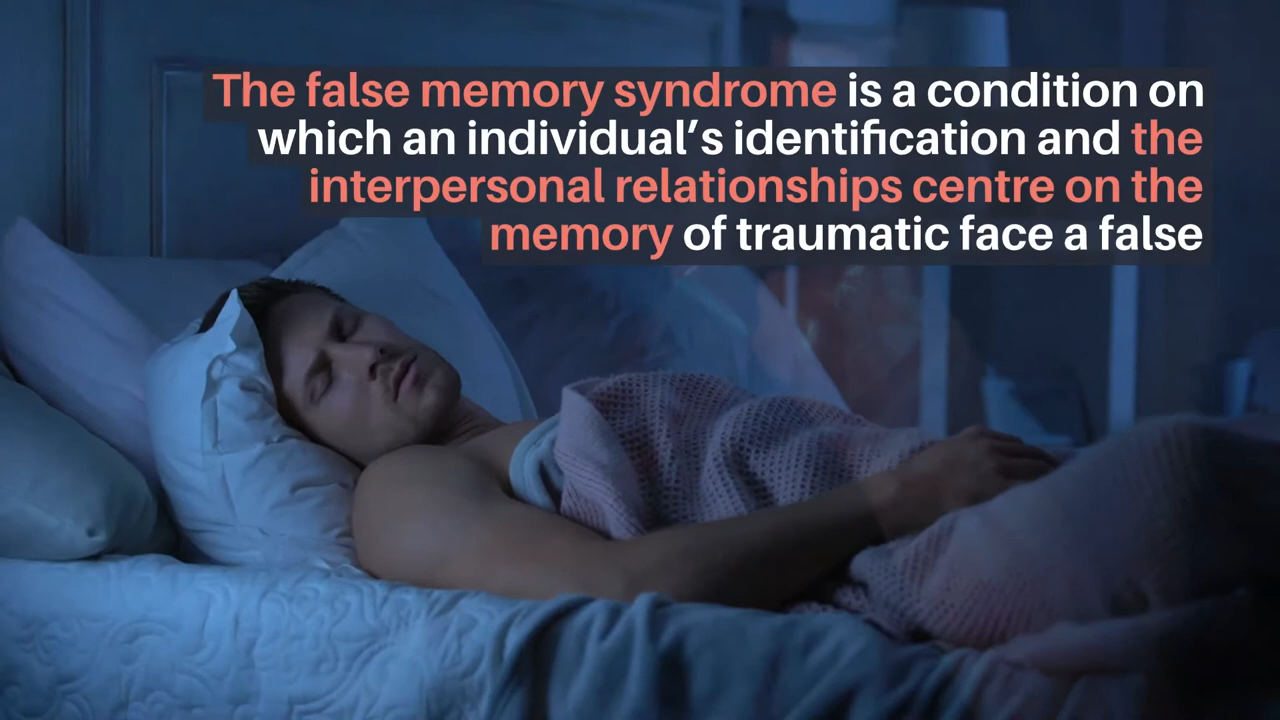 The false memory syndrome is a condition on
which an individual’s identification and the
interpersonal relationships centre on the
memory of traumatic face a false